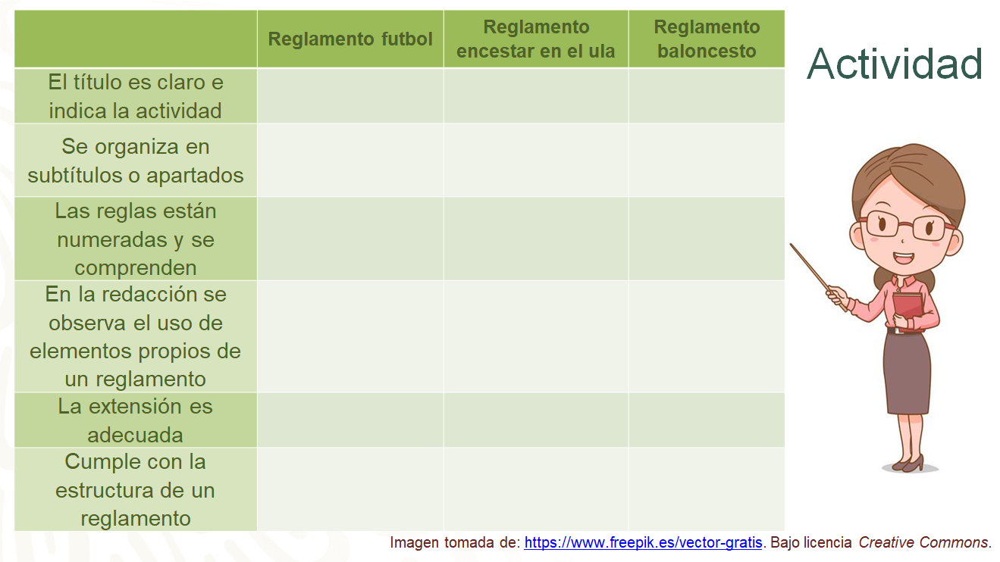 Reglamento futbol
Reglamento
encestar en el ula
Reglamento
baloncesto
Actividad
El título es claro e
indica la actividad
Se organiza en
subtítulos o apartados
Las reglas están
numeradas y se
comprenden
En la redacción se
observa el uso de
elementos propios de
un reglamento
La extensión es
adecuada
Cumple con la
estructura de un
reglamento
Imagen tomada de: https://www.freepik.es/vector-gratis. Bajo licencia Creative Commons.